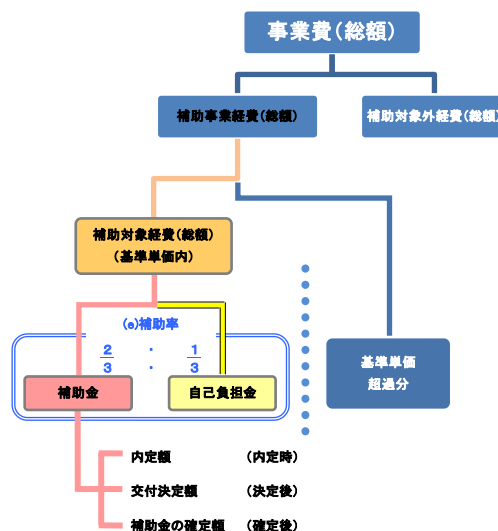 事業費(総額)
補助事業経費(総額)
補助対象外経費(総額)
補助対象経費(総額)
(基準単価内)
(e)補助率
2/3 : 1/3
補助金
自己負担金
基準単価
超過分
内定額 (内定時)
交付決定額 (決定後)
補助金の確定額 (確定後)